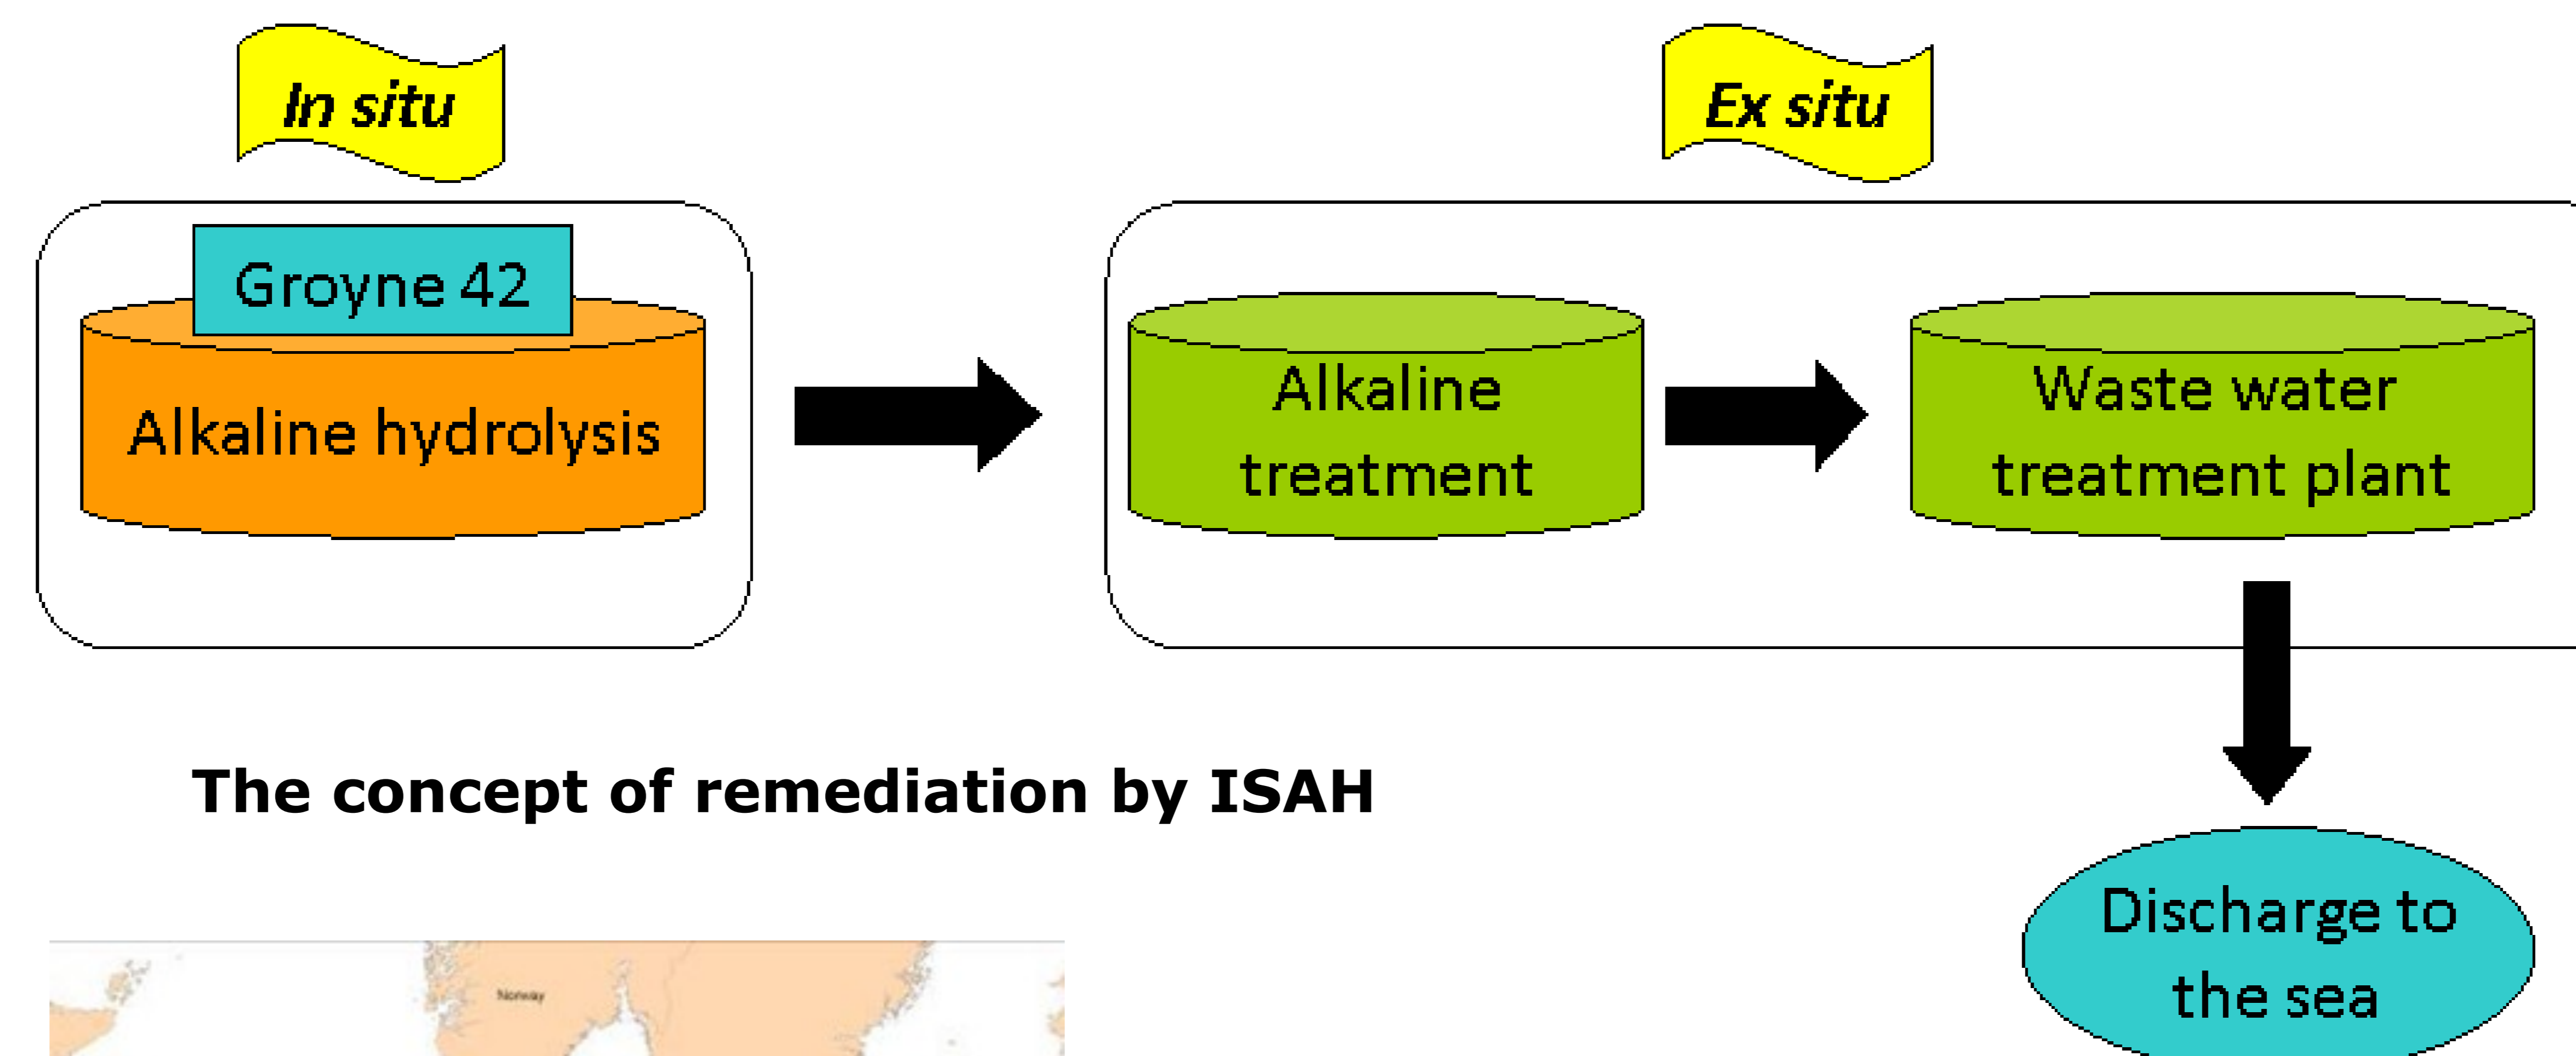 In situ
Ex situ
Groyne 42
Alkaline hydrolysis
Alkaline
treatment
Waste water
treatment plant
The concept of remediation by ISAH
Discharge to
the sea
Norway